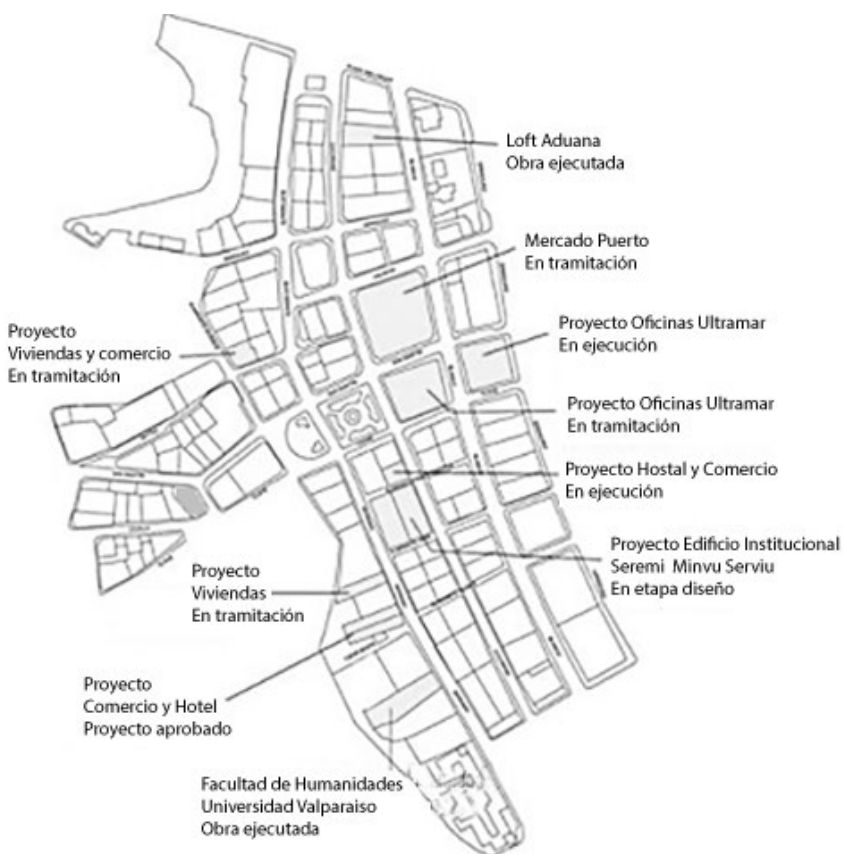 Loft Aduana
Obra ejecutada
Mercado Puerto
En tramitación
Proyecto
Viviendas y comercio
En tramitación
Proyecto Oficinas Ultramar
En ejecución
Proyecto Oficinas Ultramar
En tramitación
Proyecto Hostal y Comercio
En ejecución
Proyecto Edificio Institucional
Seremi Minvu Serviu
En etapa diseño
Proyecto
Viviendas
En tramitación
Proyecto
Comercio y Hotel
Proyecto aprobado
Facultad de Humanidades
Universidad Valparaiso
Obra ejecutada